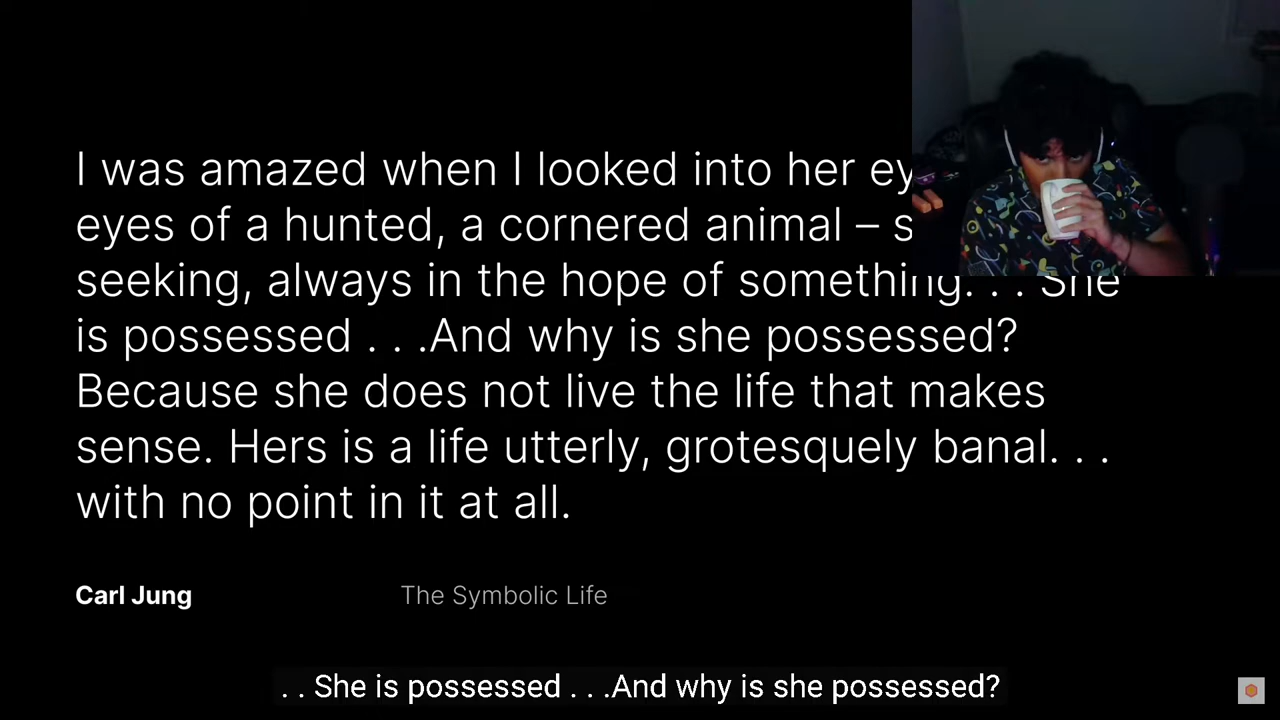 I was amazed when I looked into her
eyes of a hunted, a cornered animal –
seeking, always in the hope of something. . . She
is possessed . . .And why is she possessed?
Because she does not live the life that makes
sense. Hers is a life utterly, grotesquely banal. . .
with no point in it at all.
Carl Jung
The Symbolic Life
. . She is possessed . . .And why is she possessed?